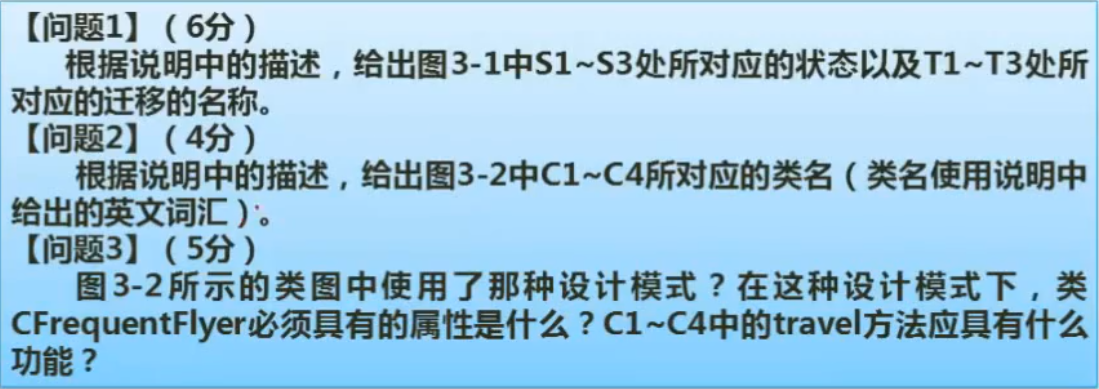 【问题1】（6分）
根据说明中的描述，给出图3-1中S1~S3处所对应的状态以及T1~T3处所
对应的迁移的名称。
【问题2】（4分）
根据说明中的描述，给出图3-2中C1~C4所对应的类名（类名使用说明中
给出的英文词汇）。
【问题3】（5分）
图3-2所示的类图中使用了那种设计模式？在这种设计模式下，类
CFrequentFlyer必须具有的属性是什么？C1~C4中的travel方法应具有什么
功能？